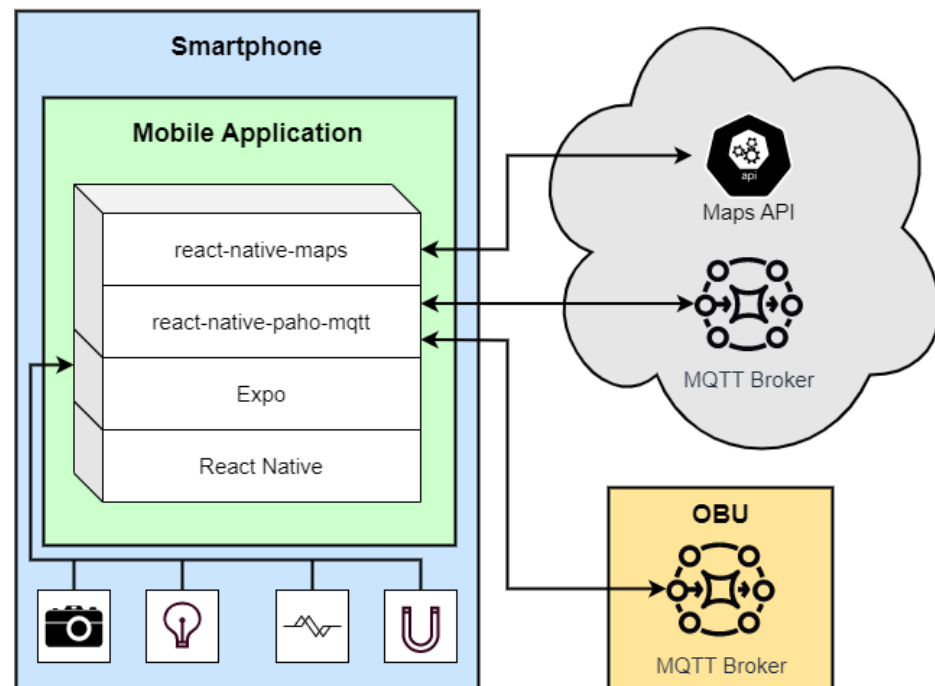 Smartphone
Mobile Application
react-native-maps
react-native-paho-mqtt
Expo
React Native
api
Maps API
MQTT Broker
OBU
MQTT Broker